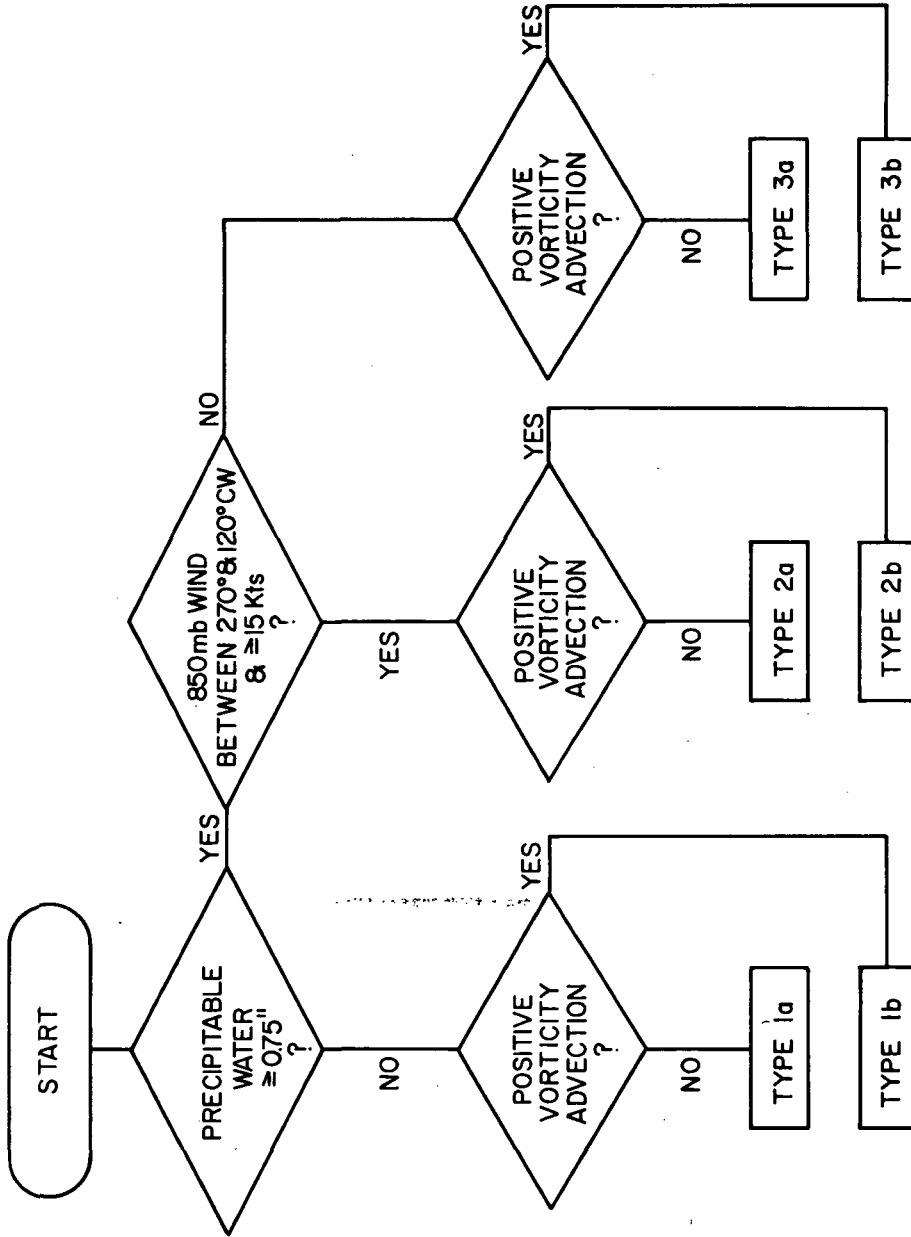 START
PRECIPITABLE
WATER
≥0.75"
?
YES
850mb WIND
BETWEEN 270°&120°CW
& ≥15 Kts
?
NO
NO
YES
POSITIVE
VORTICITY
ADVECTION
?
YES
NO
TYPE 1a
TYPE 1b
POSITIVE
VORTICITY
ADVECTION
?
YES
NO
TYPE 2a
TYPE 2b
POSITIVE
VORTICITY
ADVECTION
?
YES
NO
TYPE 3a
TYPE 3b